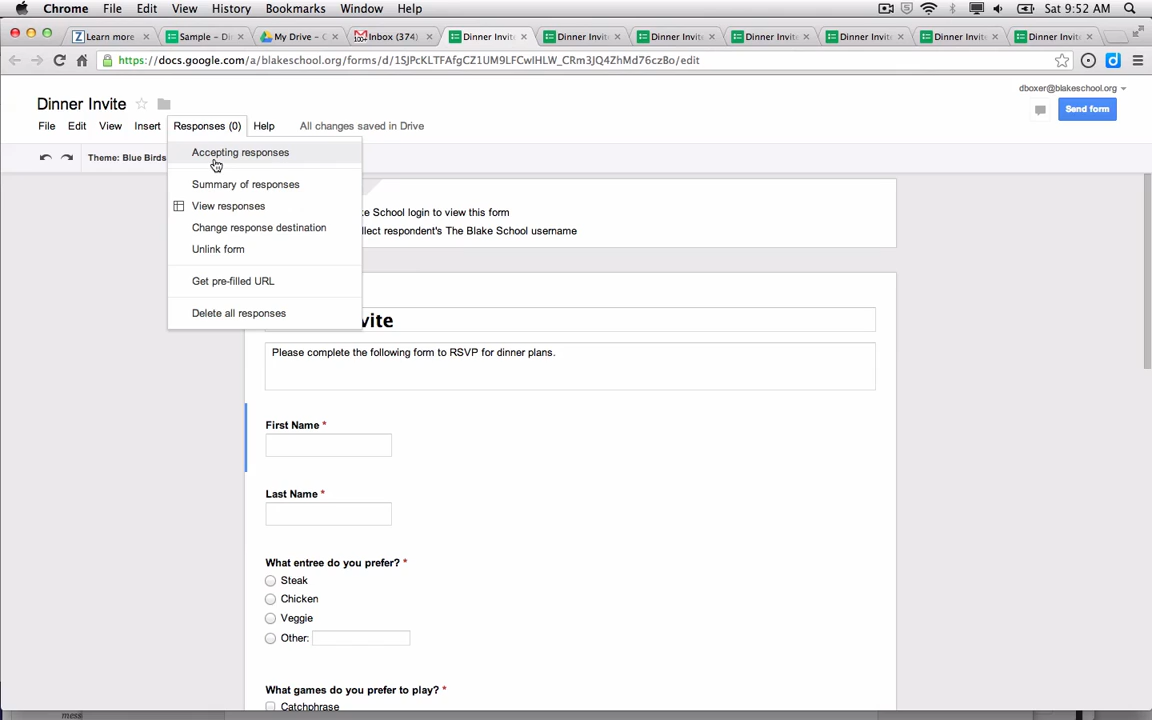 Chrome File Edit View History Bookmarks Window Help Sat 9:52 AM
Learn more Sample – Di My Drive – Inbox (374) Dinner Invite Dinner Invite Dinner Invite Dinner Invite Dinner Invite Dinner Invite Dinner Invite
https://docs.google.com/a/blakeschool.org/forms/d/1SJPcKLTFAfgCZ1UM9LFCwIHLW_CRm3JQ4ZhMd76czBo/edit
dboxer@blakeschool.org
Dinner Invite
Send form
File Edit View Insert Responses (0) Help All changes saved in Drive
Theme: Blue Birds
Accepting responses
Summary of responses
View responses
Change response destination
Unlink form
Get pre-filled URL
Delete all responses
ke School login to view this form
llect respondent's The Blake School username
vite
Please complete the following form to RSVP for dinner plans.
First Name *
Last Name *
What entree do you prefer? *
Steak
Chicken
Veggie
Other:
What games do you prefer to play? *
Catchphrase